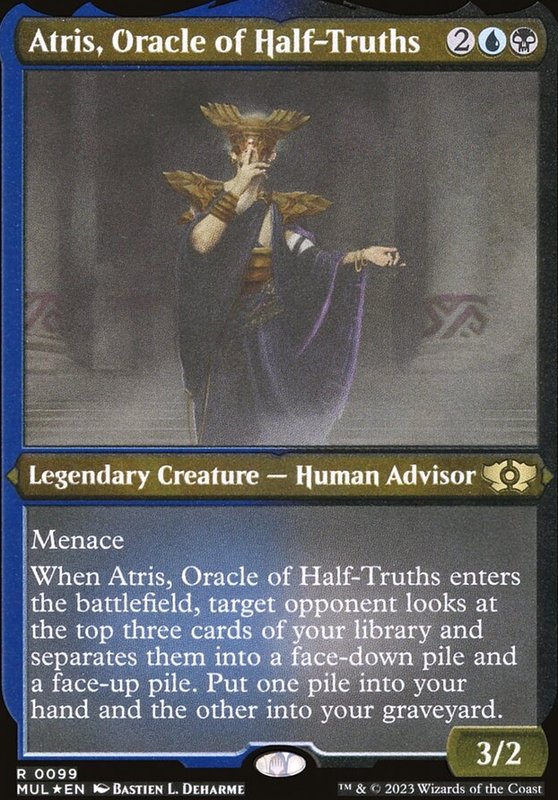 Atris, Oracle of Half-Truths 2
Legendary Creature — Human Advisor
Menace
When Atris, Oracle of Half-Truths enters
the battlefield, target opponent looks at
the top three cards of your library and
separates them into a face-down pile and
a face-up pile. Put one pile into your
hand and the other into your graveyard.
3/2
R 0099
MUL★EN Bastien L. Deharme
™ & © 2023 Wizards of the Coast